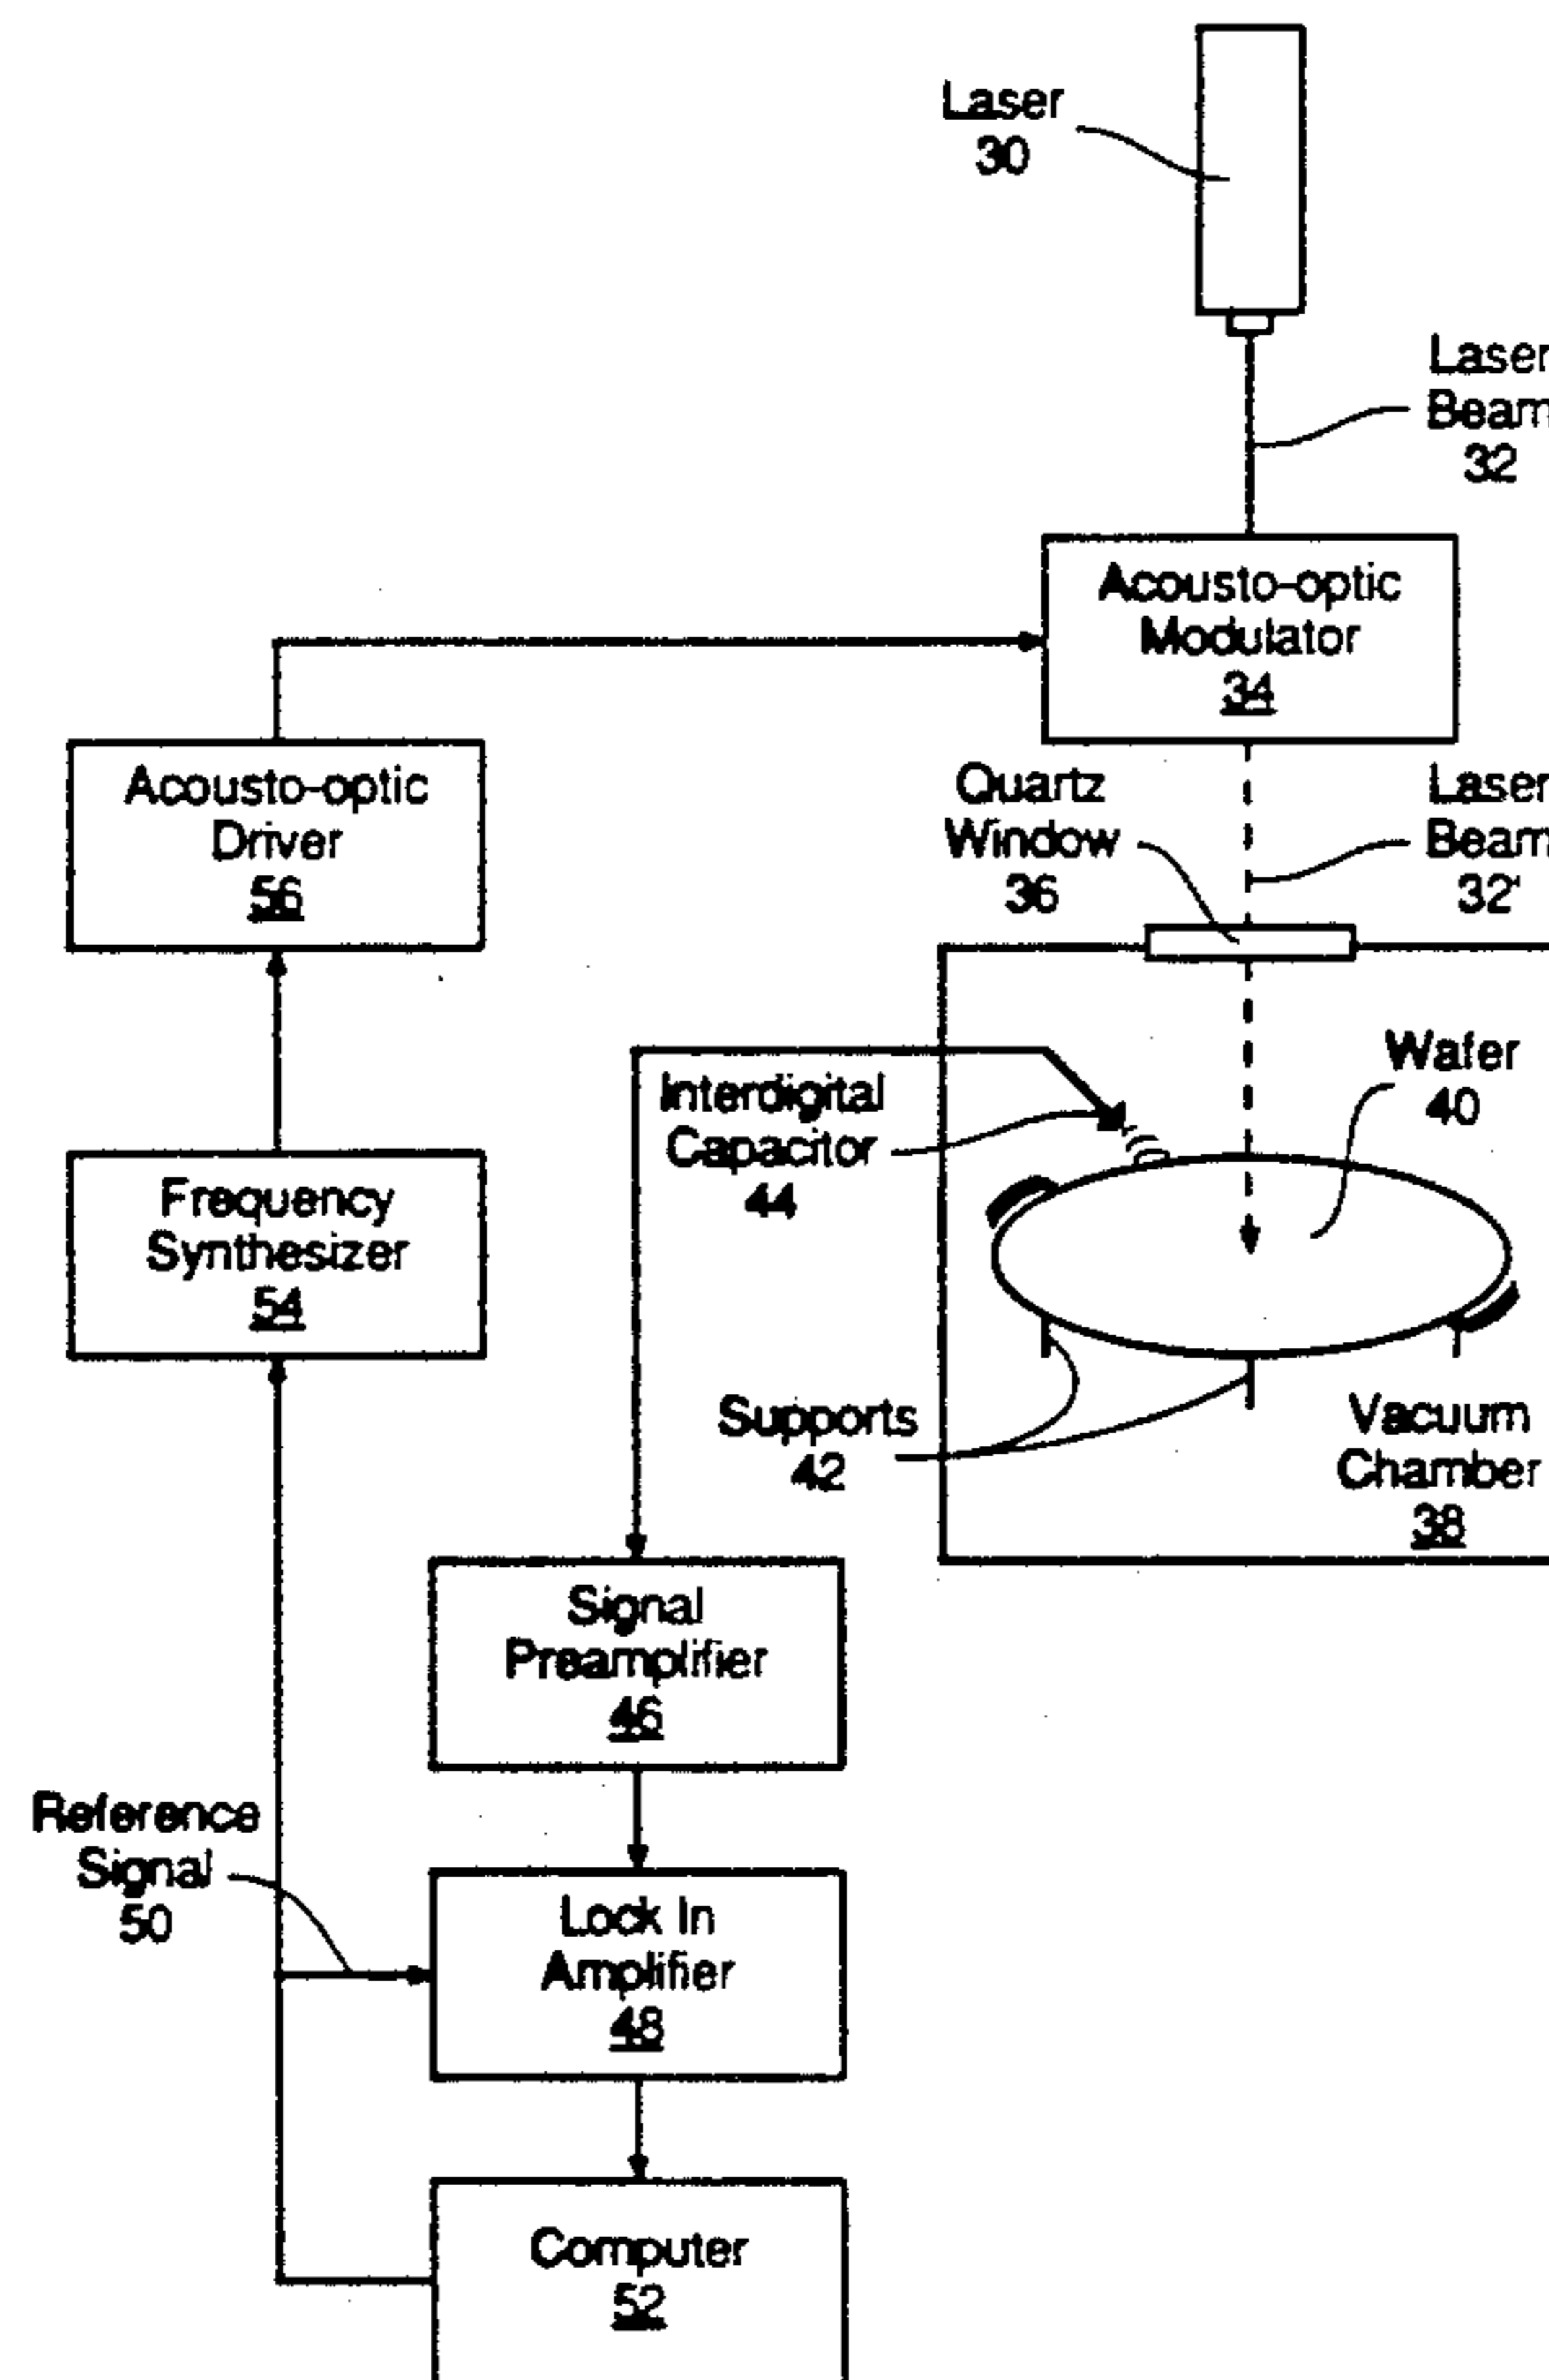 Laser
30
Laser
Beam
32
Acousto-optic
Modulator
34
Acousto-optic
Driver
56
Quartz
Window
36
Laser
Beam
32'
Interdigital
Capacitor
44
Wafer
40
Frequency
Synthesizer
54
Supports
42
Vacuum
Chamber
38
Signal
Preamplifier
46
Reference
Signal
50
Lock In
Amplifier
48
Computer
52